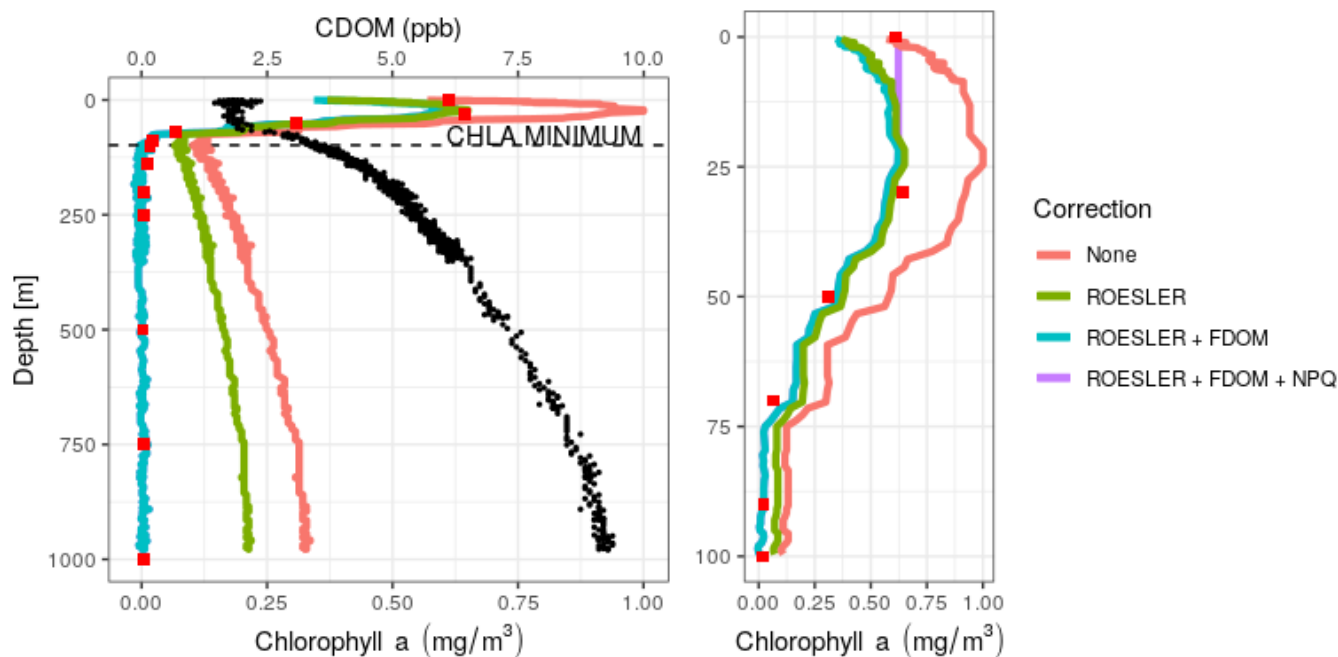 CDOM (ppb)
0.0 2.5 5.0 7.5 10.0
Depth [m]
0
250
500
750
1000
CHLA MINIMUM
0.00 0.25 0.50 0.75 1.00
Chlorophyll a (mg/m³)
0
25
50
75
100
0.00 0.25 0.50 0.75 1.00
Chlorophyll a (mg/m³)
Correction
None
ROESLER
ROESLER + FDOM
ROESLER + FDOM + NPQ